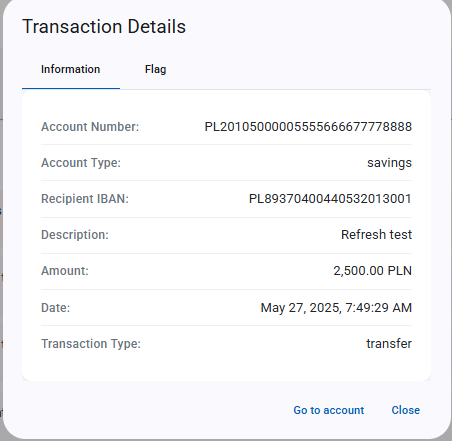 Transaction Details
Information Flag
Account Number: PL20105000005555666677778888
Account Type: savings
Recipient IBAN: PL89370400440532013001
Description: Refresh test
Amount: 2,500.00 PLN
Date: May 27, 2025, 7:49:29 AM
Transaction Type: transfer
Go to account Close